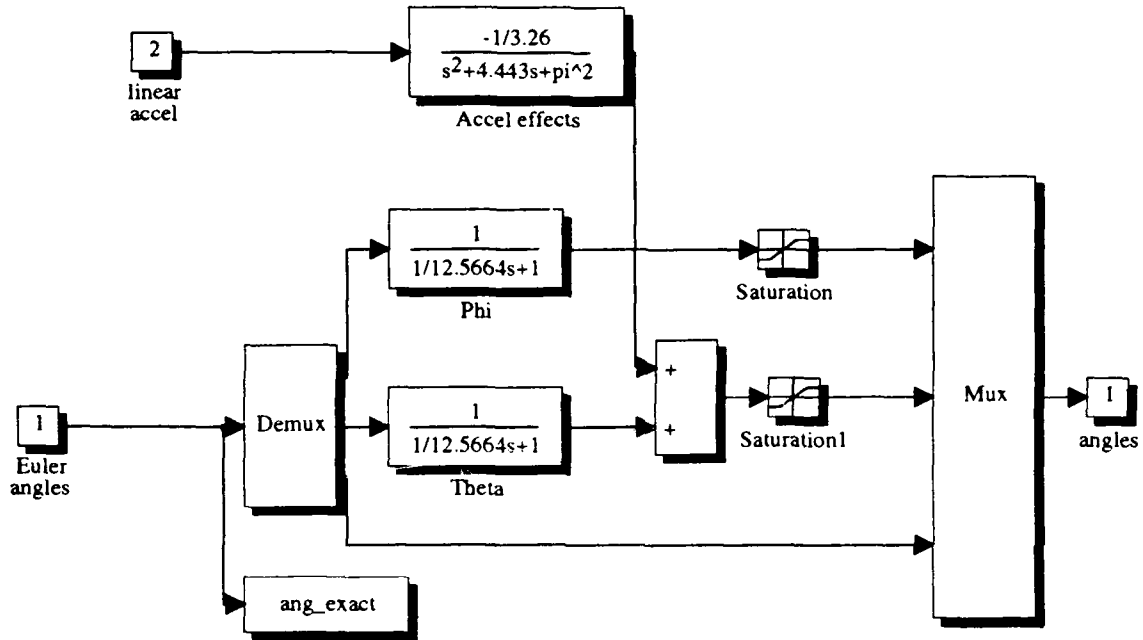 2
linear
accel
-1/3.26
s^2+4.443s+pi^2
Accel effects
1
1/12.5664s+1
Phi
Saturation
1
Euler
angles
Demux
1
1/12.5664s+1
Theta
+
+
Saturation1
Mux
1
angles
ang_exact